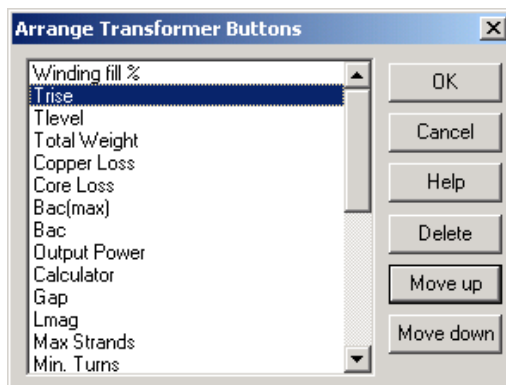 Arrange Transformer Buttons
Winding fill %
Trise
Tlevel
Total Weight
Copper Loss
Core Loss
Bac(max)
Bac
Output Power
Calculator
Gap
Lmag
Max Strands
Min. Turns
OK
Cancel
Help
Delete
Move up
Move down